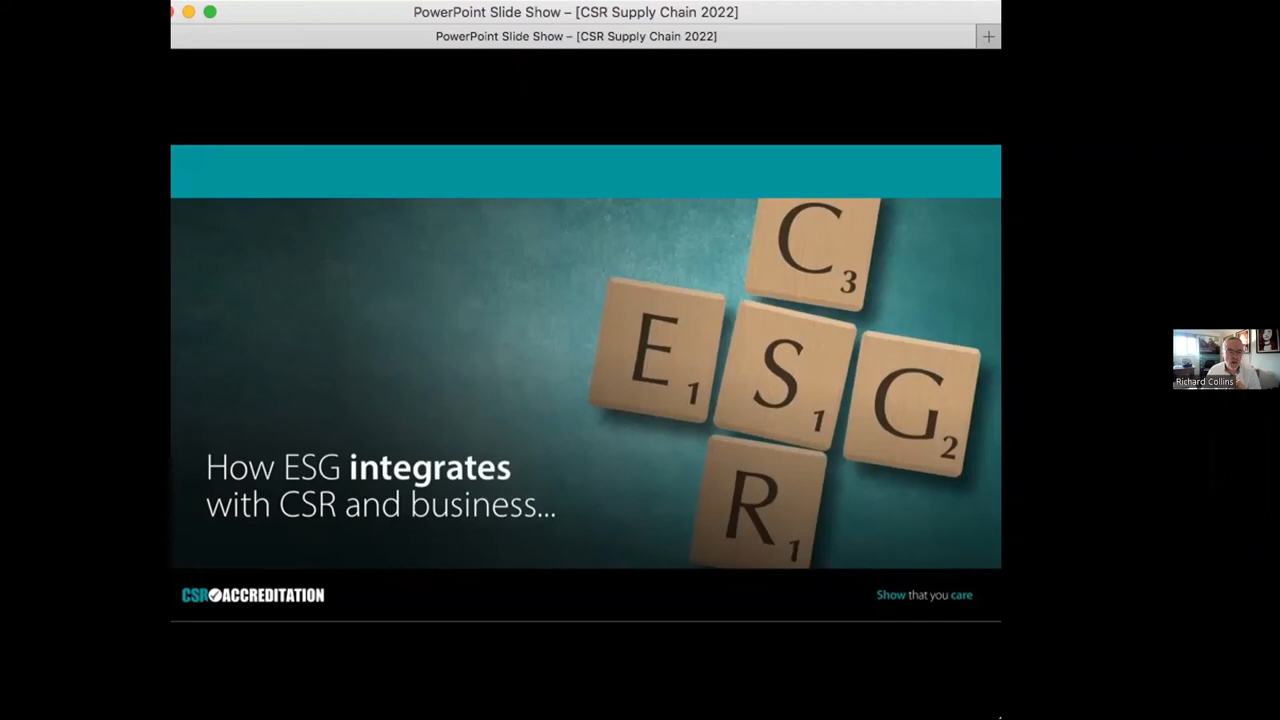 PowerPoint Slide Show – [CSR Supply Chain 2022]
PowerPoint Slide Show – [CSR Supply Chain 2022]
C3
E1 S1 G2
R1
How ESG integrates
with CSR and business...
Richard Collins
CSR ACCREDITATION
Show that you care